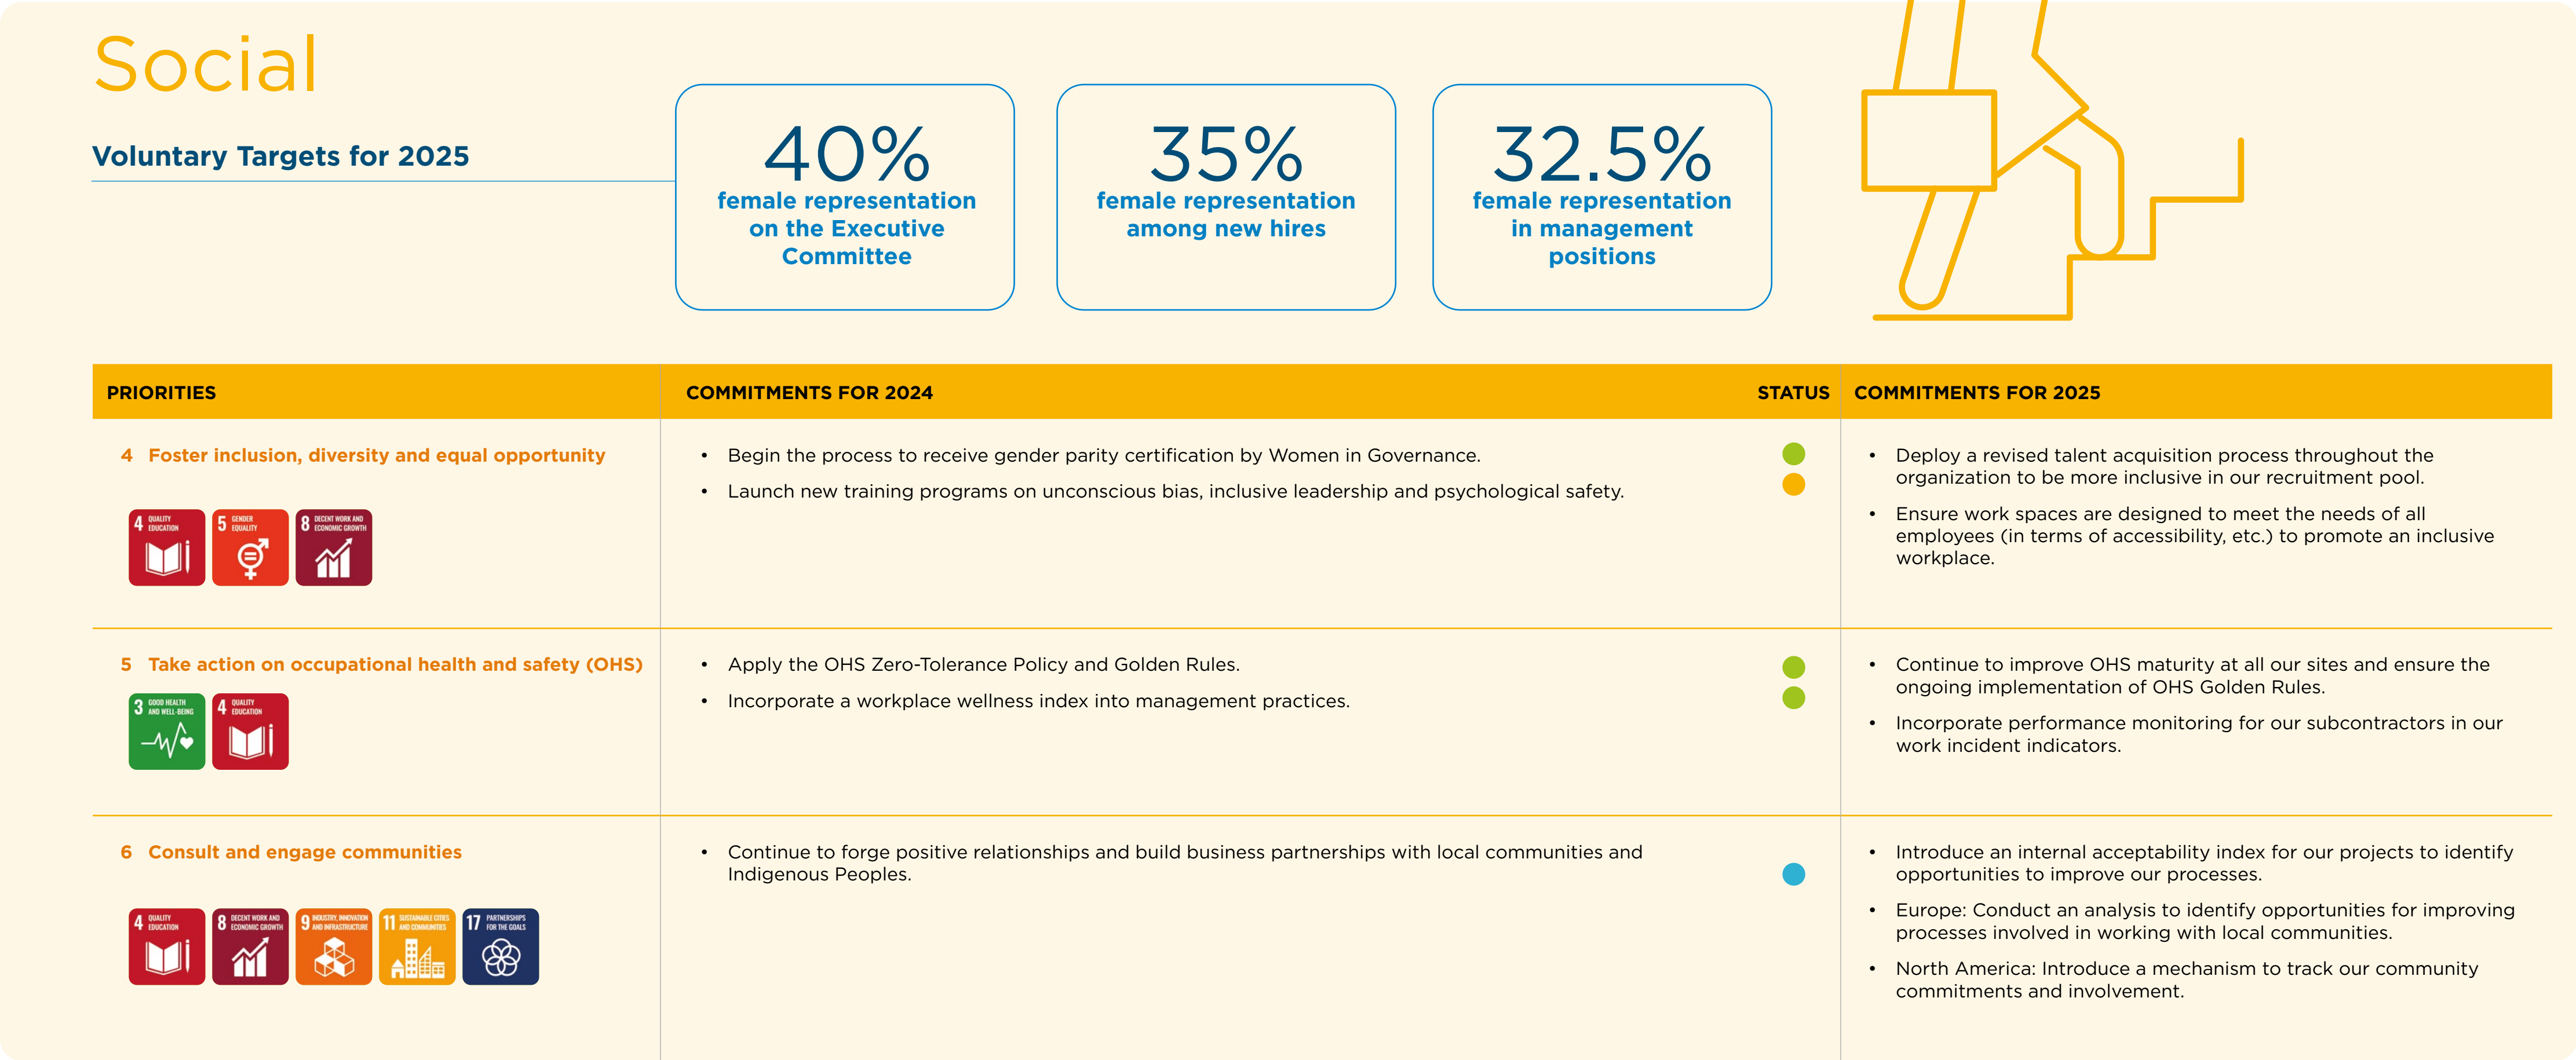 Social
Voluntary Targets for 2025
40%
female representation
on the Executive
Committee
35%
female representation
among new hires
32.5%
female representation
in management
positions
PRIORITIES
COMMITMENTS FOR 2024
STATUS
COMMITMENTS FOR 2025
4 Foster inclusion, diversity and equal opportunity
4 QUALITY
EDUCATION
5 GENDER
EQUALITY
8 DECENT WORK AND
ECONOMIC GROWTH
• Begin the process to receive gender parity certification by Women in Governance.
• Launch new training programs on unconscious bias, inclusive leadership and psychological safety.
• Deploy a revised talent acquisition process throughout the
organization to be more inclusive in our recruitment pool.
• Ensure work spaces are designed to meet the needs of all
employees (in terms of accessibility, etc.) to promote an inclusive
workplace.
5 Take action on occupational health and safety (OHS)
3 GOOD HEALTH
AND WELL-BEING
4 QUALITY
EDUCATION
• Apply the OHS Zero-Tolerance Policy and Golden Rules.
• Incorporate a workplace wellness index into management practices.
• Continue to improve OHS maturity at all our sites and ensure the
ongoing implementation of OHS Golden Rules.
• Incorporate performance monitoring for our subcontractors in our
work incident indicators.
6 Consult and engage communities
4 QUALITY
EDUCATION
8 DECENT WORK AND
ECONOMIC GROWTH
9 INDUSTRY, INNOVATION
AND INFRASTRUCTURE
11 SUSTAINABLE CITIES
AND COMMUNITIES
17 PARTNERSHIPS
FOR THE GOALS
• Continue to forge positive relationships and build business partnerships with local communities and
Indigenous Peoples.
• Introduce an internal acceptability index for our projects to identify
opportunities to improve our processes.
• Europe: Conduct an analysis to identify opportunities for improving
processes involved in working with local communities.
• North America: Introduce a mechanism to track our community
commitments and involvement.